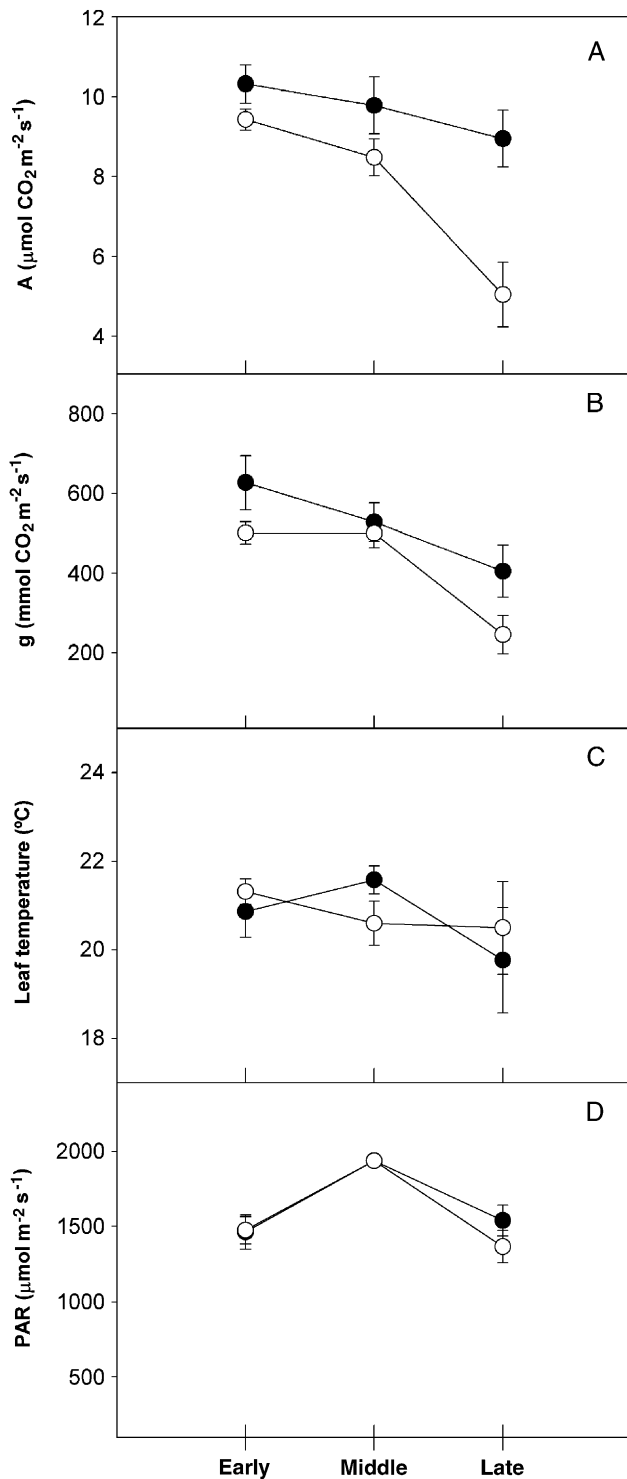 A
12
10
8
6
4
A (μmol CO₂ m⁻² s⁻¹)
B
800
600
400
200
g (mmol CO₂ m⁻² s⁻¹)
C
24
22
20
18
Leaf temperature (ºC)
D
2000
1500
1000
500
PAR (μmol m⁻² s⁻¹)
Early Middle Late